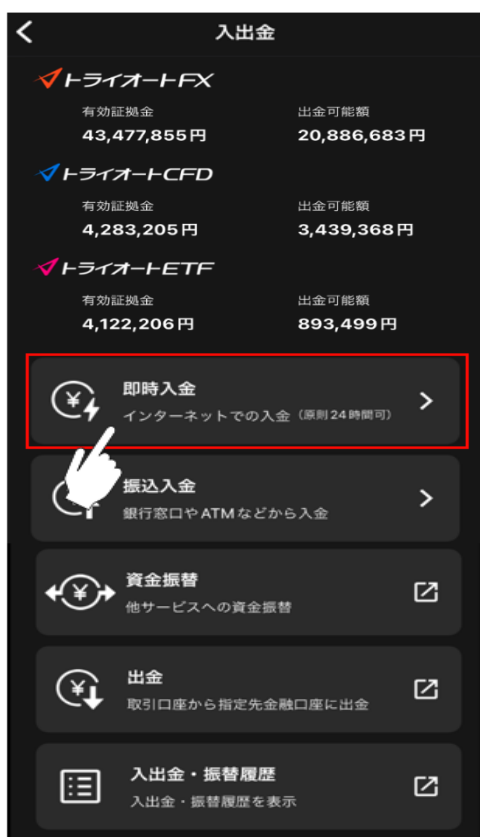 入出金
トライオートFX
有効証拠金 出金可能額
43,477,855円 20,886,683円
トライオートCFD
有効証拠金 出金可能額
4,283,205円 3,439,368円
トライオートETF
有効証拠金 出金可能額
4,122,206円 893,499円
即時入金
インターネットでの入金（原則24時間可）
振込入金
銀行窓口やATMなどから入金
資金振替
他サービスへの資金振替
出金
取引口座から指定先金融口座に出金
入出金・振替履歴
入出金・振替履歴を表示